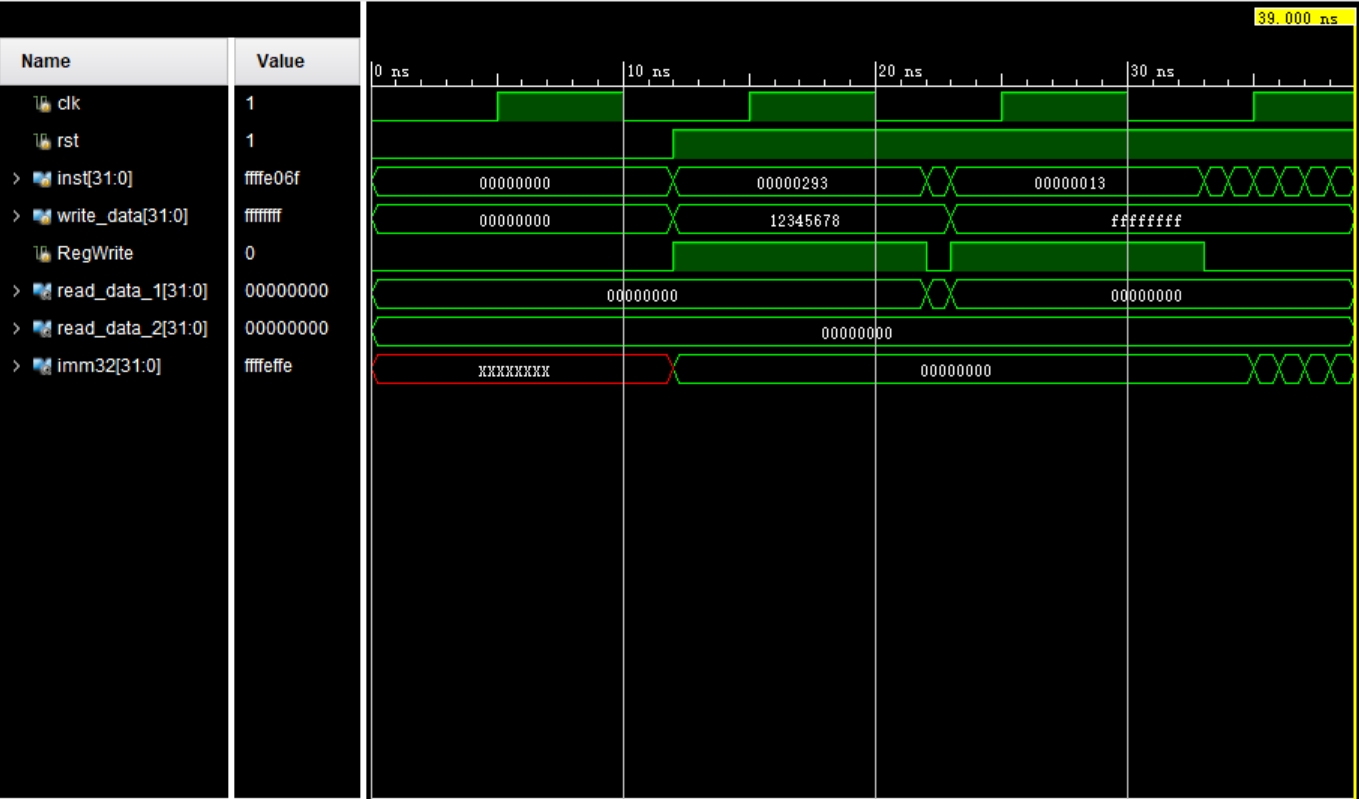 39.000 ns
Name Value
0 ns 10 ns 20 ns 30 ns
clk 1
rst 1
inst[31:0] ffffe06f 00000000 00000293 00000013
write_data[31:0] ffffffff 00000000 12345678 ffffffff
RegWrite 0
read_data_1[31:0] 00000000 00000000 00000000
read_data_2[31:0] 00000000 00000000
imm32[31:0] ffffeffe XXXXXXXX 00000000